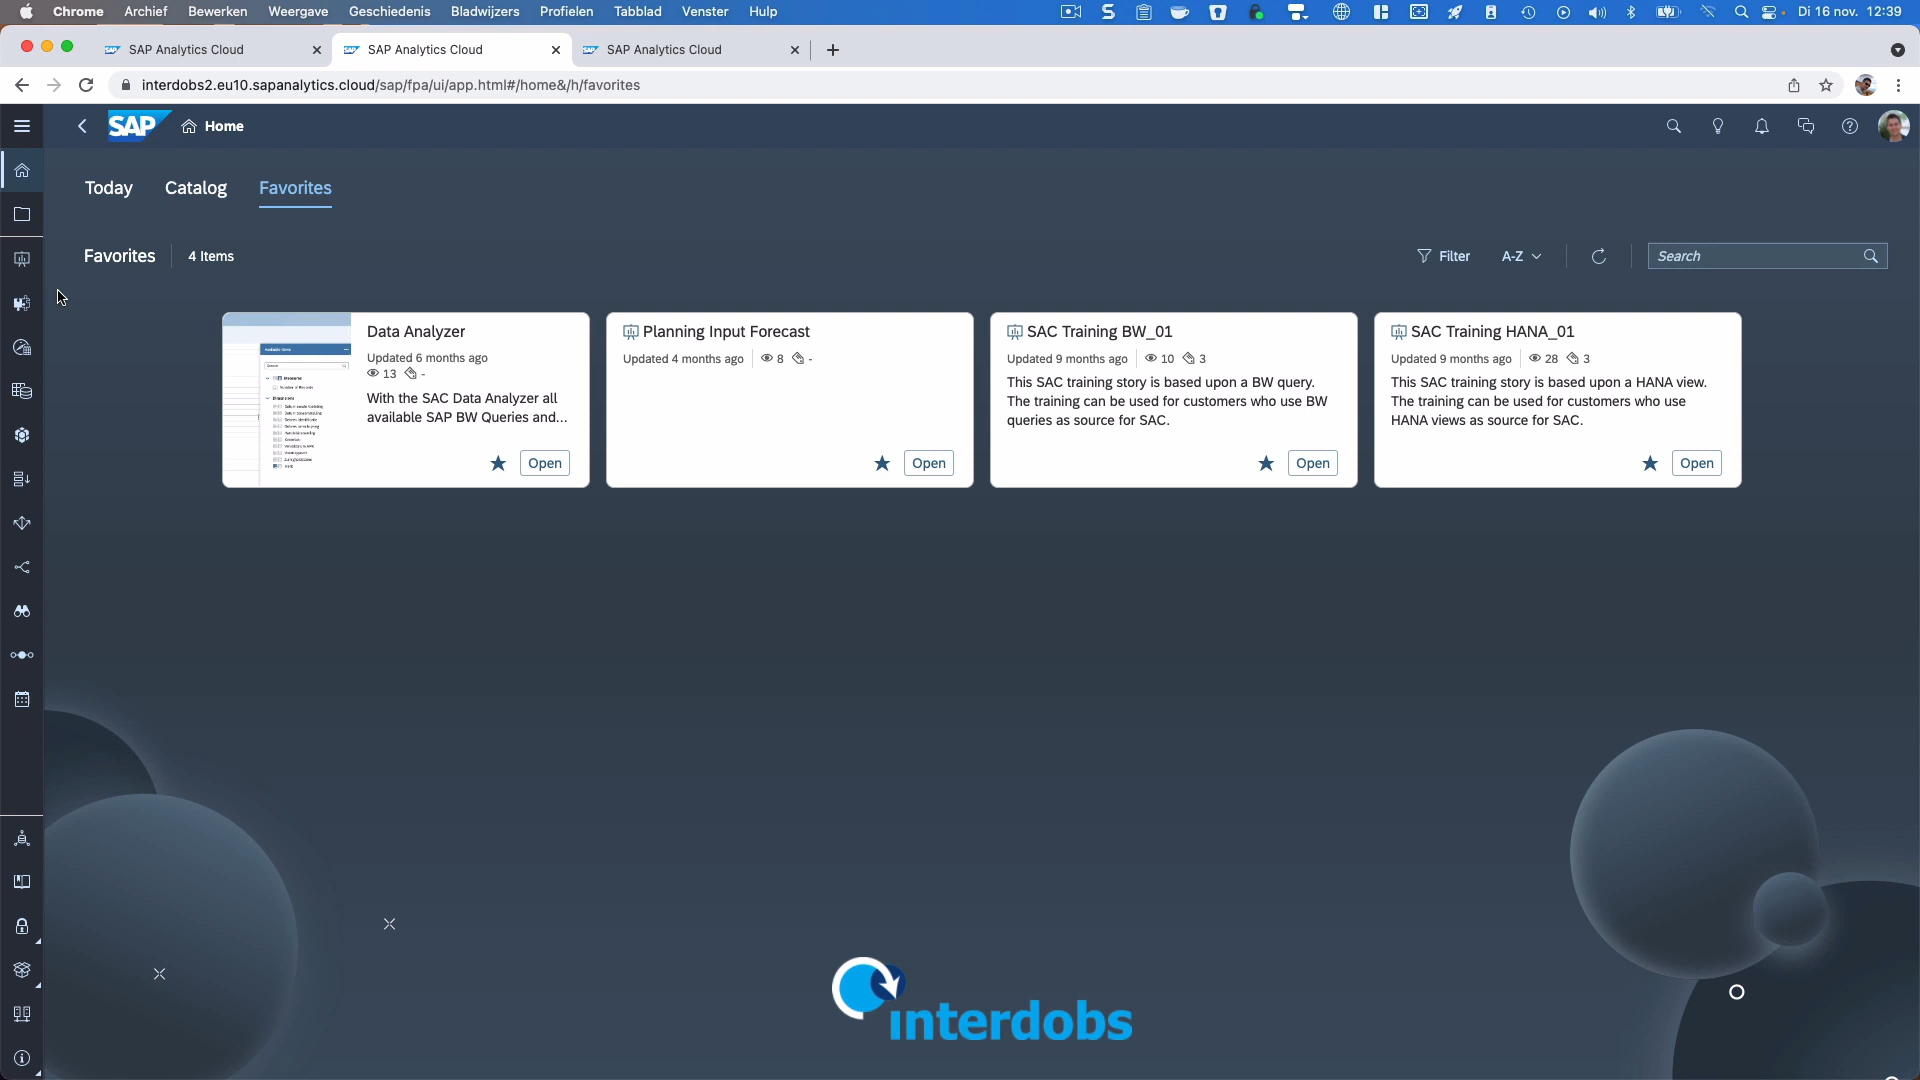 Chrome Archief Bewerken Weergave Geschiedenis Bladwijzers Profielen Tabblad Venster Hulp Di 16 nov. 12:39
SAP Analytics Cloud SAP Analytics Cloud SAP Analytics Cloud
interdobs2.eu10.sapanalytics.cloud/sap/fpa/ui/app.html#/home&/h/favorites
SAP Home
Today Catalog Favorites
Favorites 4 Items Filter A-Z Search
Data Analyzer
Updated 6 months ago
13 -
With the SAC Data Analyzer all
available SAP BW Queries and...
Open
Planning Input Forecast
Updated 4 months ago 8 -
Open
SAC Training BW_01
Updated 9 months ago 10 3
This SAC training story is based upon a BW query.
The training can be used for customers who use BW
queries as source for SAC.
Open
SAC Training HANA_01
Updated 9 months ago 28 3
This SAC training story is based upon a HANA view.
The training can be used for customers who use
HANA views as source for SAC.
Open
interdobs